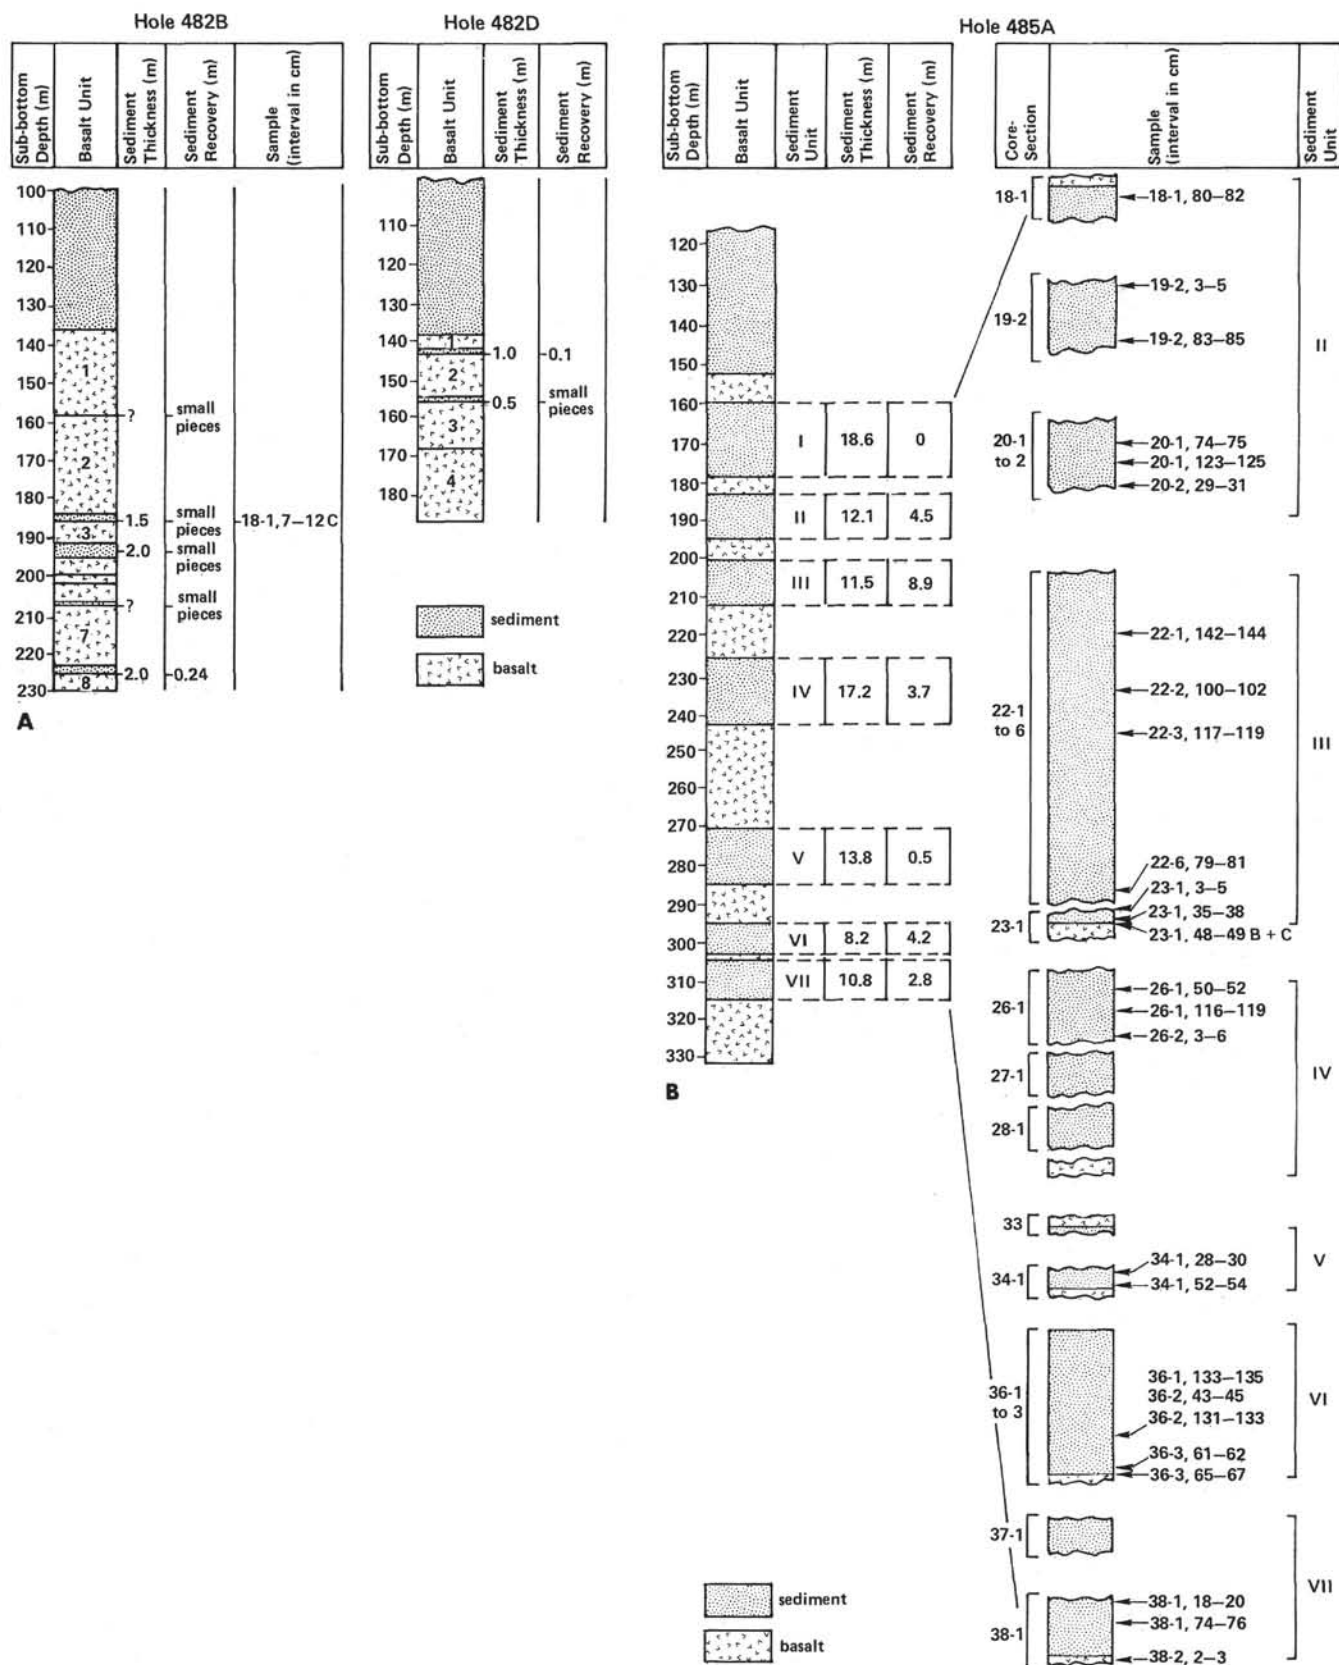 Hole 482B
Sub-bottom
Depth (m)
Basalt Unit
Sediment
Thickness (m)
Sediment
Recovery (m)
Sample
(interval in cm)
100
110
120
130
140
150
160
170
180
190
200
210
220
230
1
2
3
7
8
?
1.5
2.0
?
2.0
small
pieces
small
pieces
small
pieces
small
pieces
0.24
18-1, 7–12 C
A
Hole 482D
Sub-bottom
Depth (m)
Basalt Unit
Sediment
Thickness (m)
Sediment
Recovery (m)
110
120
130
140
150
160
170
180
1
2
3
4
1.0
0.5
0.1
small
pieces
sediment
basalt
Hole 485A
Sub-bottom
Depth (m)
Basalt Unit
Sediment
Unit
Sediment
Thickness (m)
Sediment
Recovery (m)
120
130
140
150
160
170
180
190
200
210
220
230
240
250
260
270
280
290
300
310
320
330
I 18.6 0
II 12.1 4.5
III 11.5 8.9
IV 17.2 3.7
V 13.8 0.5
VI 8.2 4.2
VII 10.8 2.8
B
sediment
basalt
Core-
Section
Sample
(interval in cm)
Sediment
Unit
18-1
18-1, 80–82
19-2
19-2, 3–5
19-2, 83–85
II
20-1
to 2
20-1, 74–75
20-1, 123–125
20-2, 29–31
22-1
to 6
22-1, 142–144
22-2, 100–102
22-3, 117–119
III
22-6, 79–81
23-1
23-1, 3–5
23-1, 35–38
23-1, 48–49 B + C
26-1
26-1, 50–52
26-1, 116–119
26-2, 3–6
27-1
IV
28-1
33
34-1
34-1, 28–30
34-1, 52–54
V
36-1
to 3
36-1, 133–135
36-2, 43–45
36-2, 131–133
36-3, 61–62
36-3, 65–67
VI
37-1
VII
38-1
38-1, 18–20
38-1, 74–76
38-2, 2–3